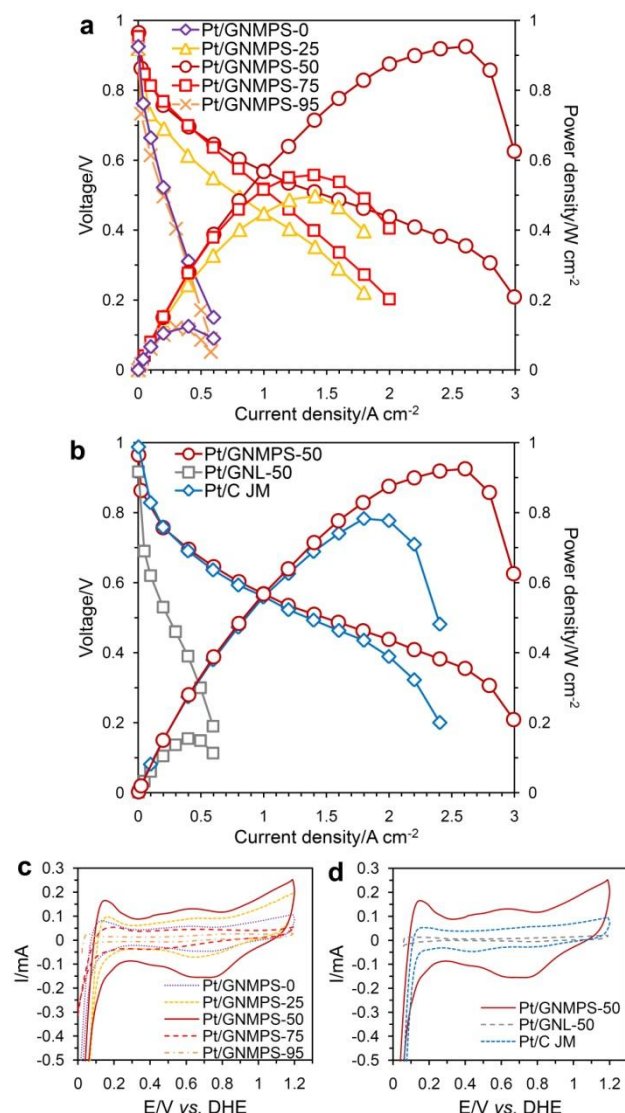 a
Pt/GNMPS-0
Pt/GNMPS-25
Pt/GNMPS-50
Pt/GNMPS-75
Pt/GNMPS-95
1
0.8
0.6
0.4
0.2
0
Voltage/V
1
0.8
0.6
0.4
0.2
0
Power density/W cm-2
0 0.5 1 1.5 2 2.5 3
Current density/A cm-2
b
Pt/GNMPS-50
Pt/GNL-50
Pt/C JM
1
0.8
0.6
0.4
0.2
0
Voltage/V
1
0.8
0.6
0.4
0.2
0
Power density/W cm-2
0 0.5 1 1.5 2 2.5 3
Current density/A cm-2
c
0.3
0.2
0.1
0
-0.1
-0.2
-0.3
-0.4
-0.5
I/mA
Pt/GNMPS-0
Pt/GNMPS-25
Pt/GNMPS-50
Pt/GNMPS-75
Pt/GNMPS-95
0 0.2 0.4 0.6 0.8 1 1.2
E/V vs. DHE
d
0.3
0.2
0.1
0
-0.1
-0.2
-0.3
-0.4
-0.5
I/mA
Pt/GNMPS-50
Pt/GNL-50
Pt/C JM
0 0.2 0.4 0.6 0.8 1 1.2
E/V vs. DHE